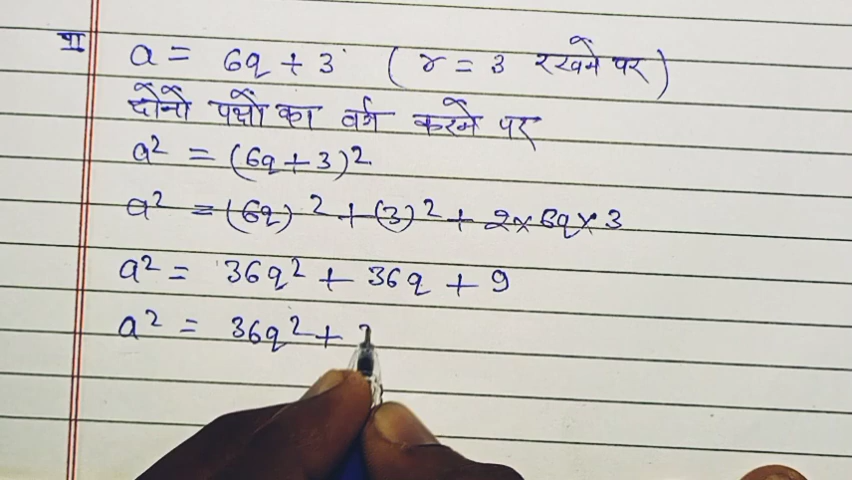 या a = 6q + 3 (r = 3 रखने पर)
दोनों पक्षों का वर्ग करने पर
a² = (6q + 3)²
a² = (6q)² + (3)² + 2 × 6q × 3
a² = 36q² + 36q + 9
a² = 36q² +